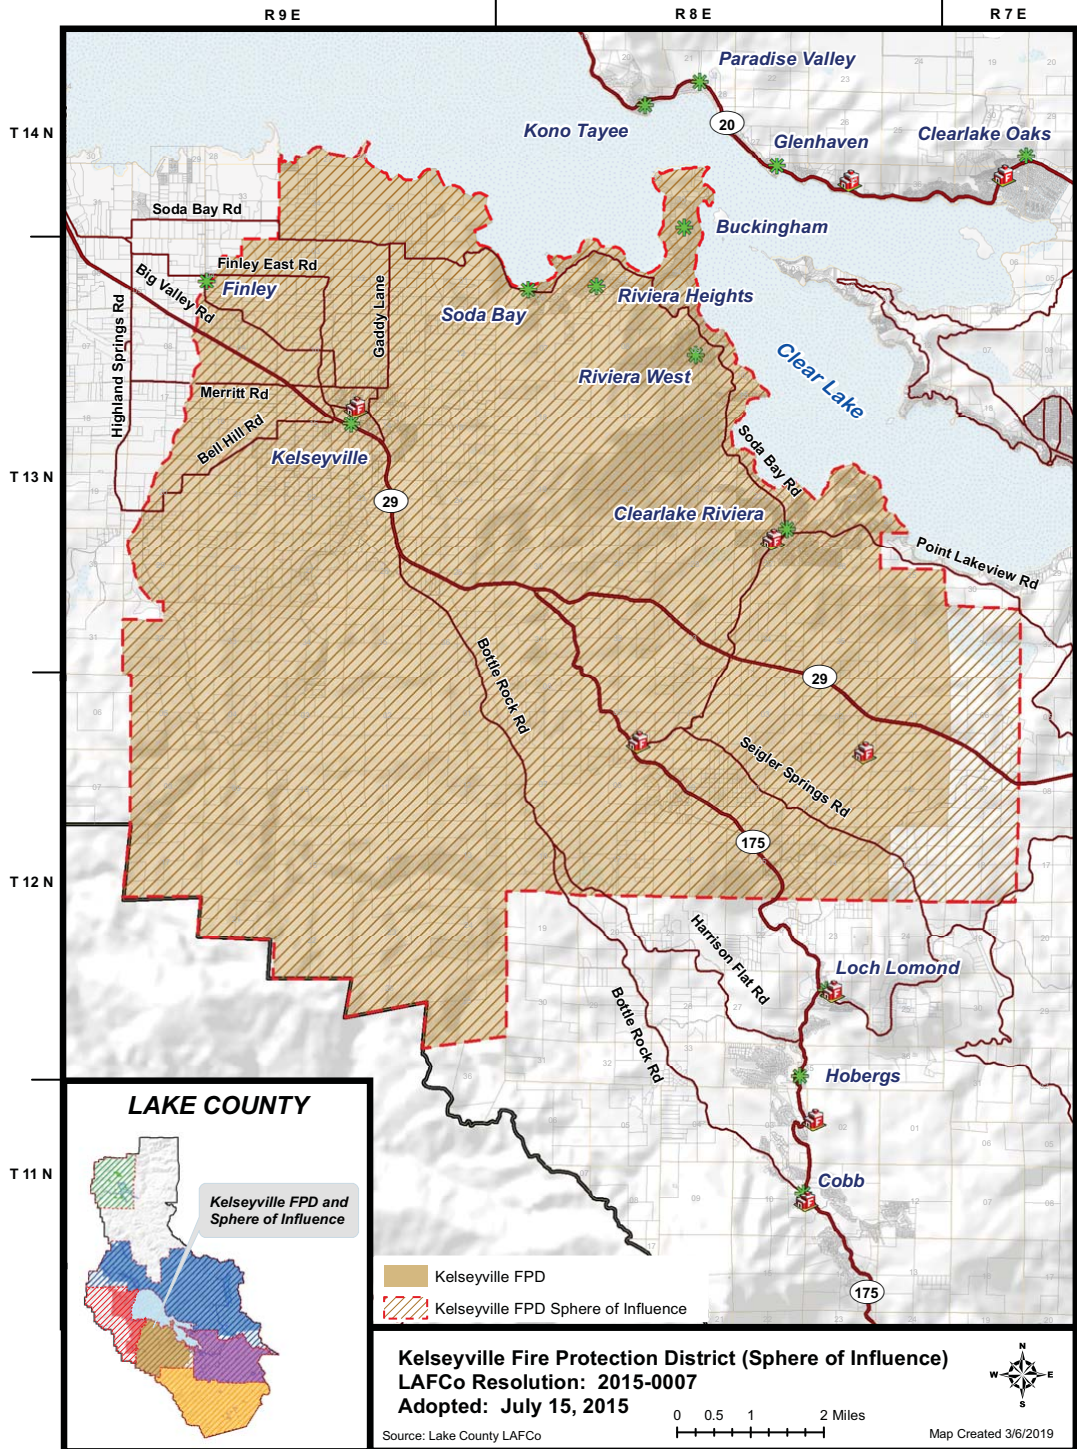 R 9 E
R 8 E
R 7 E
T 14 N
T 13 N
T 12 N
T 11 N
Paradise Valley
Kono Tayee
20
Glenhaven
Clearlake Oaks
Soda Bay Rd
Buckingham
Finley East Rd
Big Valley Rd
Finley
Gaddy Lane
Highland Springs Rd
Soda Bay
Riviera Heights
Riviera West
Clear Lake
Merritt Rd
Bell Hill Rd
Kelseyville
Soda Bay Rd
29
Clearlake Riviera
Point Lakeview Rd
Bottle Rock Rd
29
Seigler Springs Rd
175
Harrison Flat Rd
Loch Lomond
Bottle Rock Rd
Hobergs
Cobb
175
LAKE COUNTY
Kelseyville FPD and
Sphere of Influence
Kelseyville FPD
Kelseyville FPD Sphere of Influence
Kelseyville Fire Protection District (Sphere of Influence)
LAFCo Resolution: 2015-0007
Adopted: July 15, 2015
Source: Lake County LAFCo
0 0.5 1 2 Miles
N
W E
S
Map Created 3/6/2019